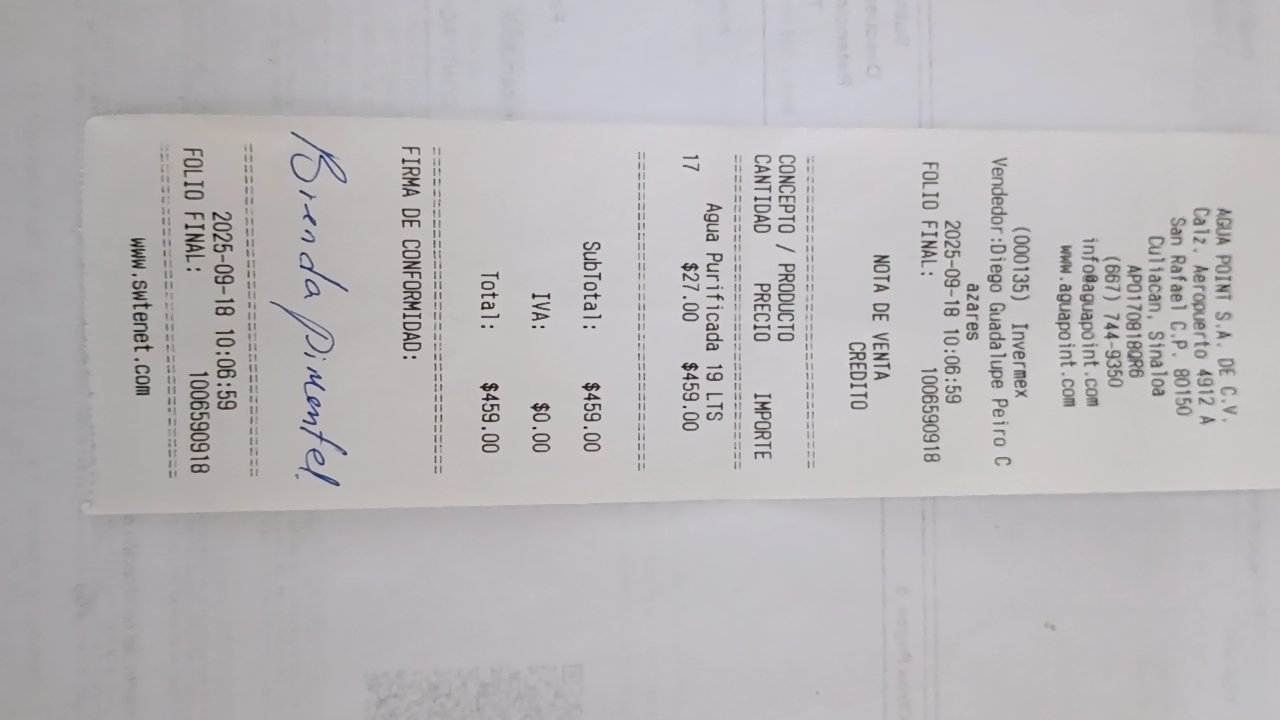 AGUA POINT S.A. DE C.V.
Calz. Aeropuerto 4912 A
San Rafael C.P. 80150
Culiacan, Sinaloa
APO170818QR6
(667) 744-9350
info@aguapoint.com
www.aguapoint.com
(000135) Invermex
Vendedor:Diego Guadalupe Peiro C
azares
2025-09-18 10:06:59
FOLIO FINAL: 1006590918
NOTA DE VENTA
CREDITO
CONCEPTO / PRODUCTO
CANTIDAD PRECIO IMPORTE
Agua Purificada 19 LTS
17 $27.00 $459.00
SubTotal: $459.00
IVA: $0.00
Total: $459.00
FIRMA DE CONFORMIDAD:
Brenda Pimentel.
2025-09-18 10:06:59
FOLIO FINAL: 1006590918
www.swtenet.com